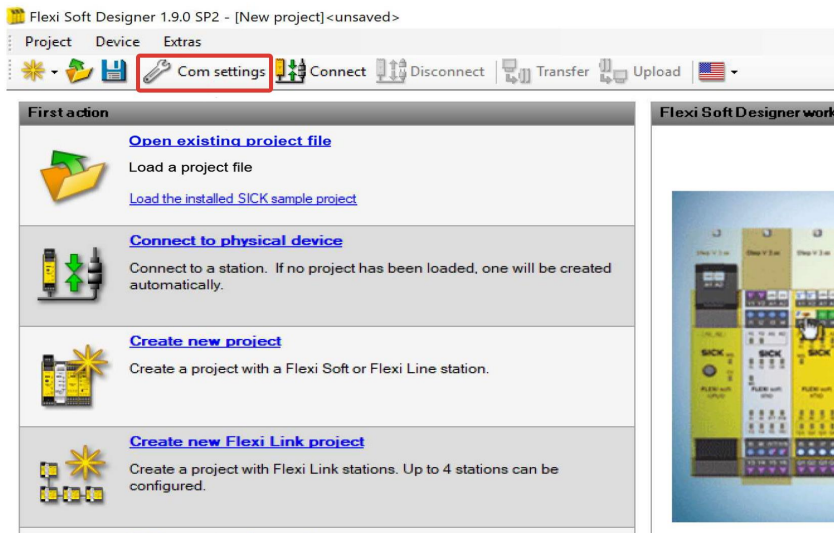 Flexi Soft Designer 1.9.0 SP2 - [New project]<unsaved>
Project Device Extras
Com settings Connect Disconnect Transfer Upload
First action
Flexi Soft Designer work
Open existing project file
Load a project file
Load the installed SICK sample project
Connect to physical device
Connect to a station. If no project has been loaded, one will be created
automatically.
Create new project
Create a project with a Flexi Soft or Flexi Line station.
Create new Flexi Link project
Create a project with Flexi Link stations. Up to 4 stations can be
configured.
SICK SICK SICK